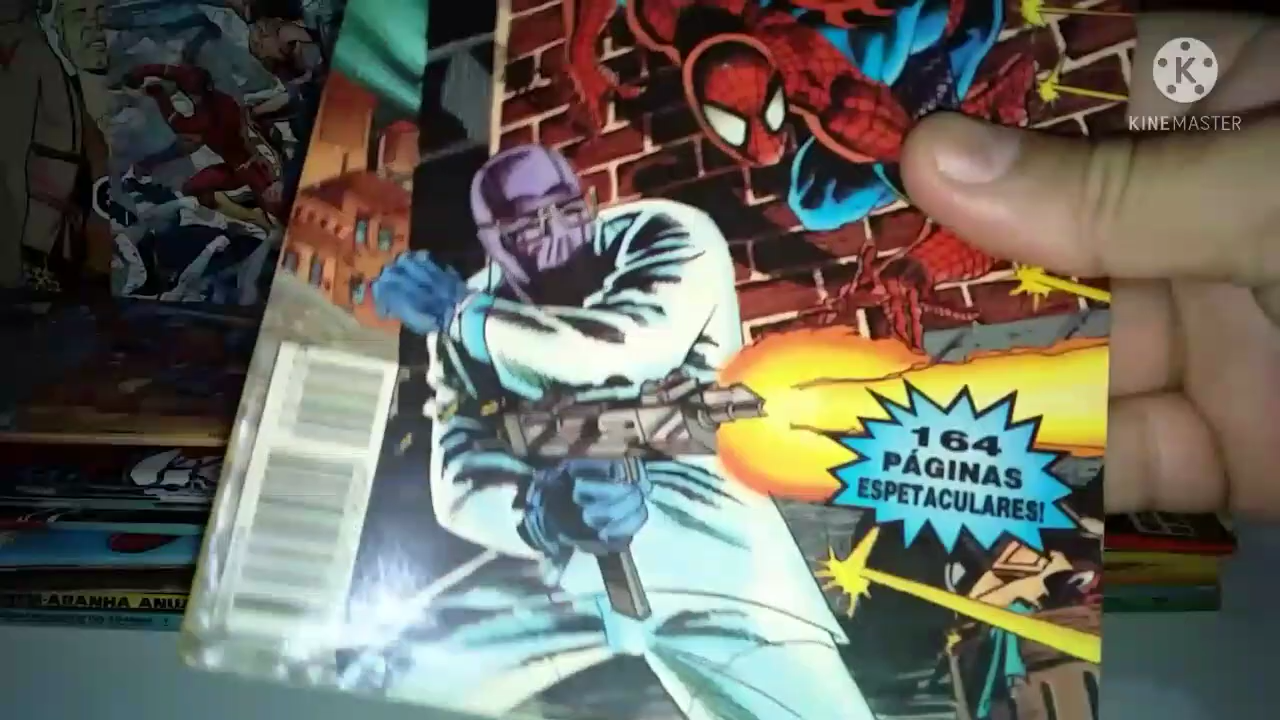 K
KINEMASTER
164
PÁGINAS
ESPETACULARES!
ARANHA ANU